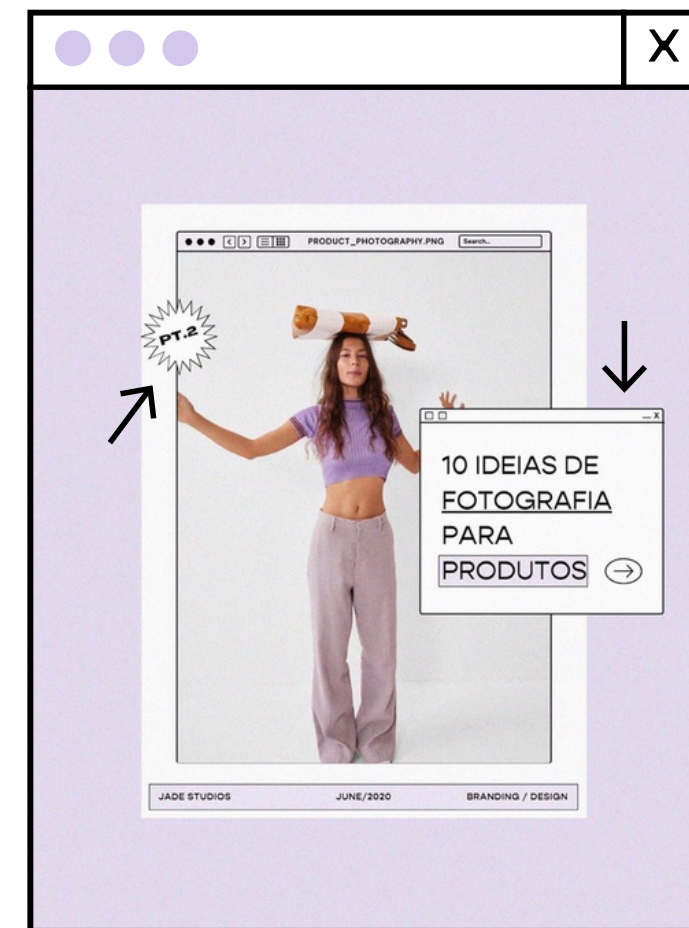 X
PRODUCT_PHOTOGRAPHY.PNG
Search..
PT.2
X
10 IDEIAS DE
FOTOGRAFIA
PARA
PRODUTOS
JADE STUDIOS JUNE/2020 BRANDING / DESIGN